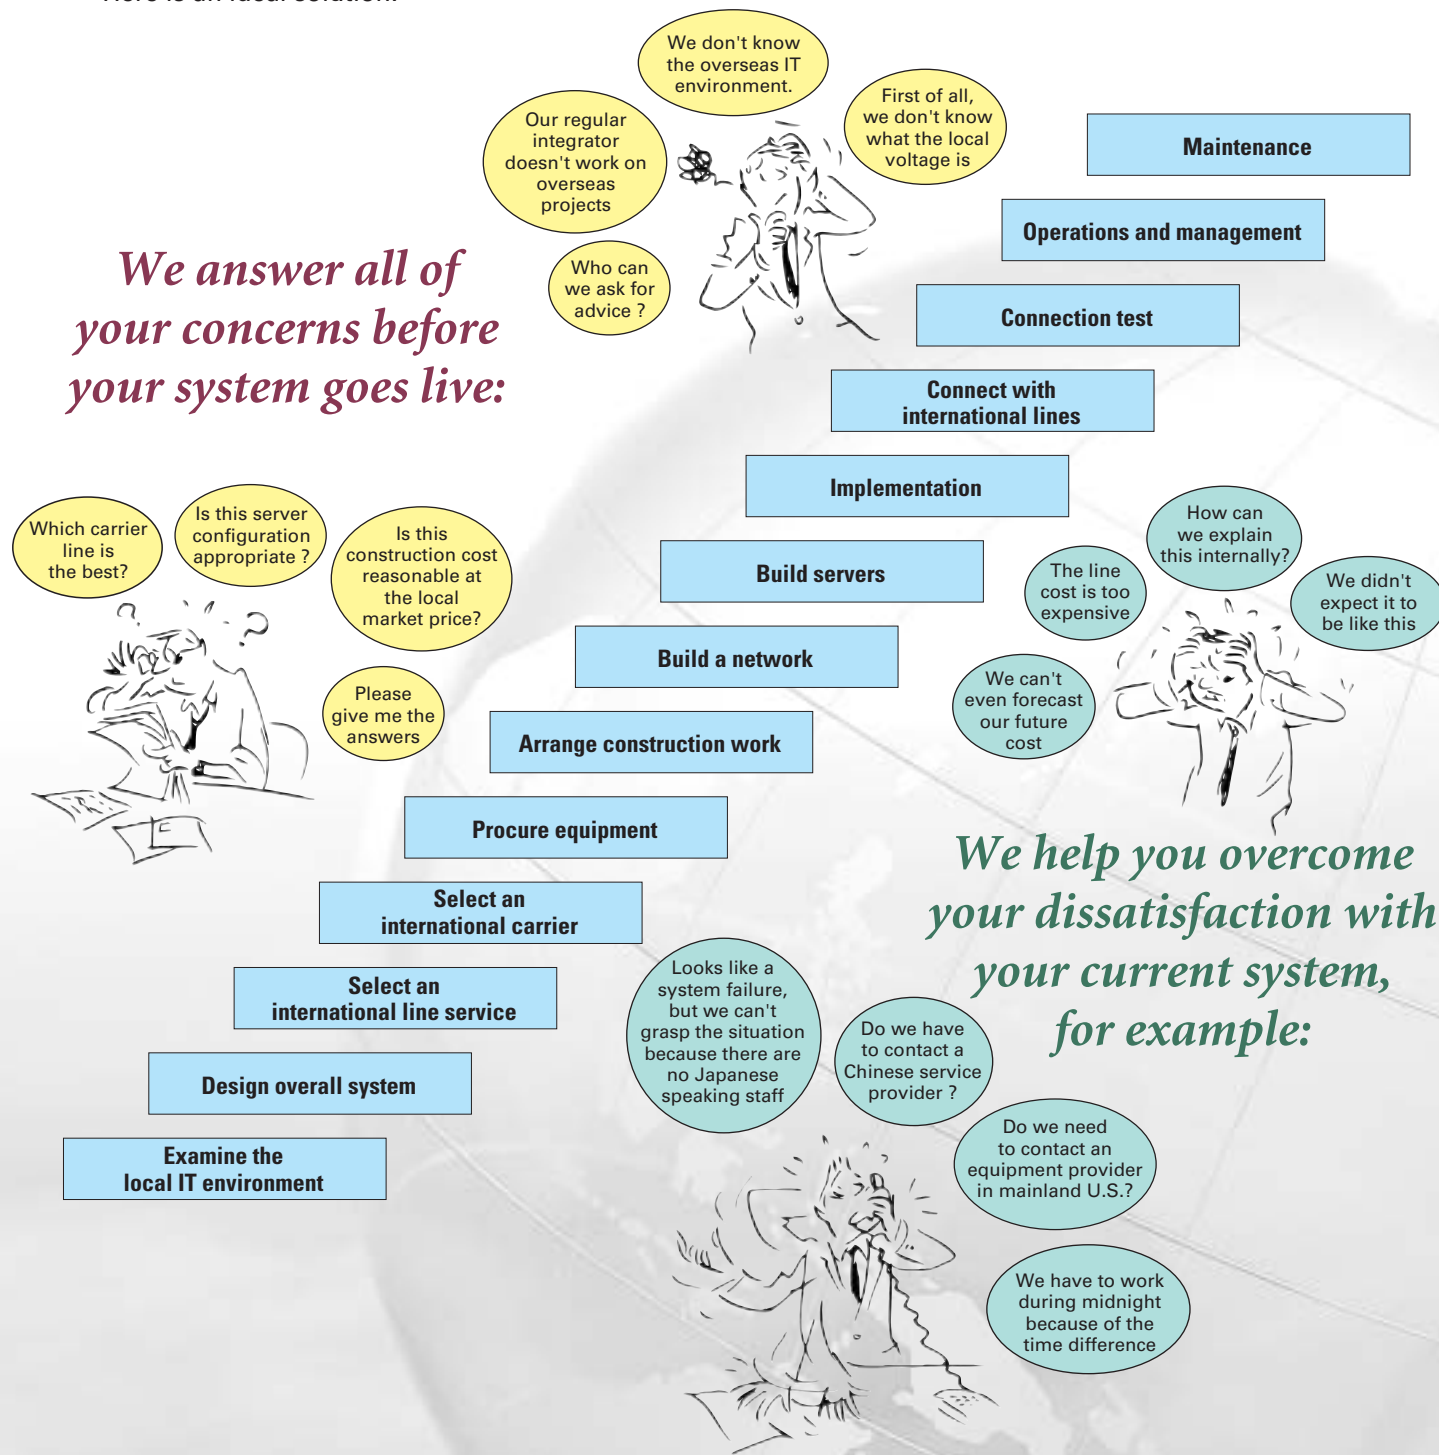 We don't know
the overseas IT
environment.
First of all,
we don't know
what the local
voltage is
Our regular
integrator
doesn't work on
overseas
projects
Who can
we ask for
advice ?
We answer all of
your concerns before
your system goes live:
Maintenance
Operations and management
Connection test
Connect with
international lines
Implementation
Build servers
Build a network
Arrange construction work
Procure equipment
Select an
international carrier
Select an
international line service
Design overall system
Examine the
local IT environment
Which carrier
line is
the best?
Is this server
configuration
appropriate ?
Is this
construction cost
reasonable at
the local
market price?
Please
give me the
answers
How can
we explain
this internally?
The line
cost is too
expensive
We didn't
expect it to
be like this
We can't
even forecast
our future
cost
We help you overcome
your dissatisfaction with
your current system,
for example:
Looks like a
system failure,
but we can't
grasp the situation
because there are
no Japanese
speaking staff
Do we have
to contact a
Chinese service
provider ?
Do we need
to contact an
equipment provider
in mainland U.S.?
We have to work
during midnight
because of the
time difference